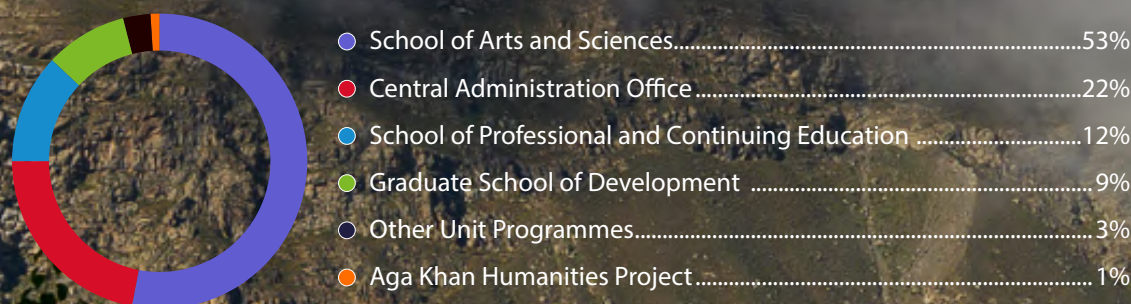 School of Arts and Sciences........................................................................53%
Central Administration Office....................................................................22%
School of Professional and Continuing Education ..............................12%
Graduate School of Development ............................................................9%
Other Unit Programmes................................................................................3%
Aga Khan Humanities Project......................................................................1%